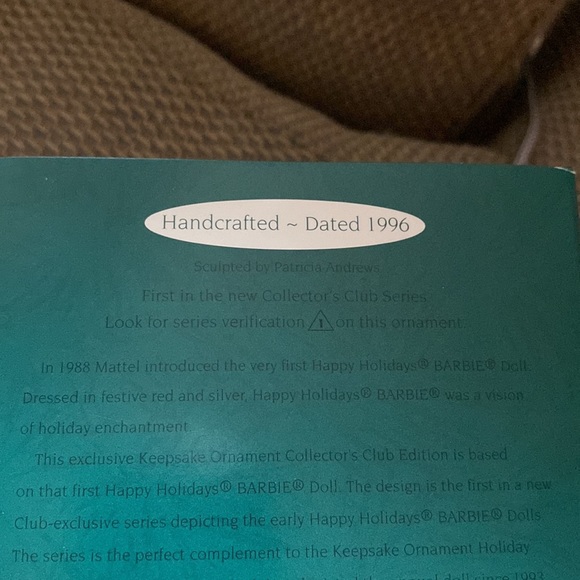 Handcrafted ~ Dated 1996
Sculpted by Patricia Andrews
First in the new Collector's Club Series.
Look for series verification 1 on this ornament.
In 1988 Mattel introduced the very first Happy Holidays® BARBIE® Doll.
Dressed in festive red and silver, Happy Holidays® BARBIE® was a vision
of holiday enchantment.
This exclusive Keepsake Ornament Collector's Club Edition is based
on that first Happy Holidays® BARBIE® Doll. The design is the first in a new
Club-exclusive series depicting the early Happy Holidays® BARBIE® Dolls.
The series is the perfect complement to the Keepsake Ornament Holiday
doll since 1993